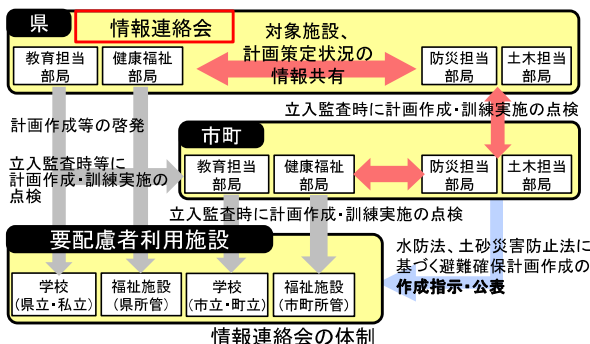 県
情報連絡会
対象施設、
計画策定状況の
情報共有
教育担当
部局
健康福祉
部局
防災担当
部局
土木担当
部局
立入監査時に計画作成・訓練実施の点検
計画作成等の啓発
市町
立入監査時等に
計画作成・訓練実施の
点検
教育担当
部局
健康福祉
部局
防災担当
部局
土木担当
部局
立入監査時に計画作成・訓練実施の点検
要配慮者利用施設
水防法、土砂災害防止法に
基づく避難確保計画作成の
作成指示・公表
学校
(県立・私立)
福祉施設
(県所管)
学校
(市立・町立)
福祉施設
(市町所管)
情報連絡会の体制